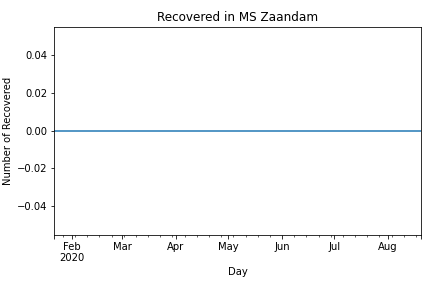 Recovered in MS Zaandam
Number of Recovered
0.04
0.02
0.00
−0.02
−0.04
Feb Mar Apr May Jun Jul Aug
2020
Day